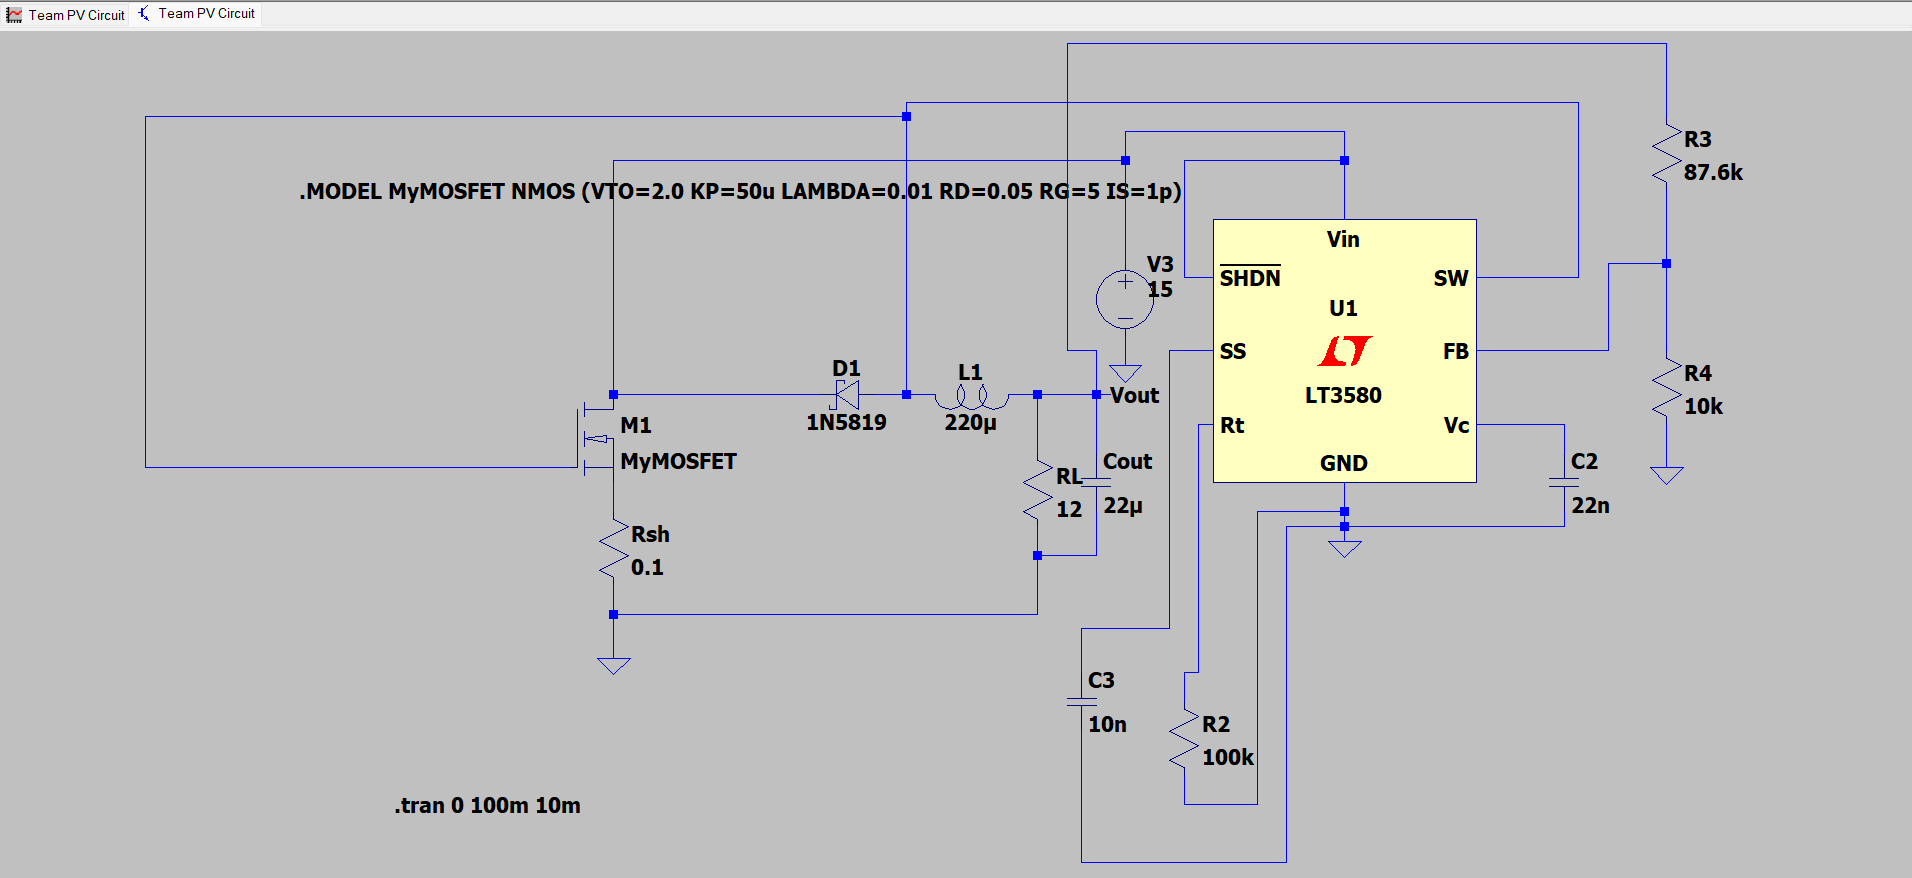 Team PV Circuit
Team PV Circuit
R3
87.6k
.MODEL MyMOSFET NMOS (VTO=2.0 KP=50u LAMBDA=0.01 RD=0.05 RG=5 IS=1p)
Vin
V3
15
SHDN
SW
U1
SS
FB
LT3580
D1
1N5819
L1
220µ
Vout
R4
10k
M1
MyMOSFET
Rt
Vc
GND
RL
12
Cout
22µ
C2
22n
Rsh
0.1
C3
10n
R2
100k
.tran 0 100m 10m